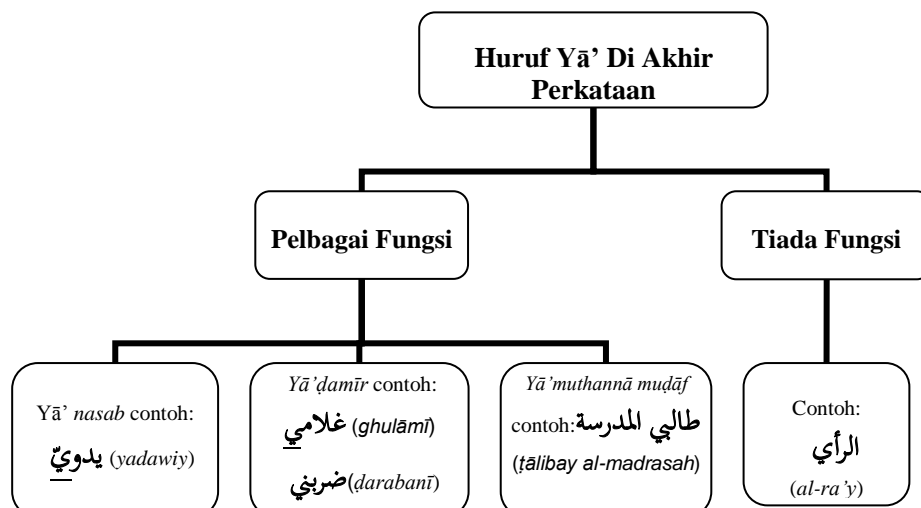 Huruf Yā’ Di Akhir
Perkataan
Pelbagai Fungsi
Tiada Fungsi
Yā’ nasab contoh:
يدويّ (yadawiy)
Yā’ḍamīr contoh:
غلامي (ghulāmī)
ضربني(ḍarabanī)
Yā’muthannā muḍāf
contoh:طالبي المدرسة
(ṭālibay al-madrasah)
Contoh:
الرأي
(al-ra’y)